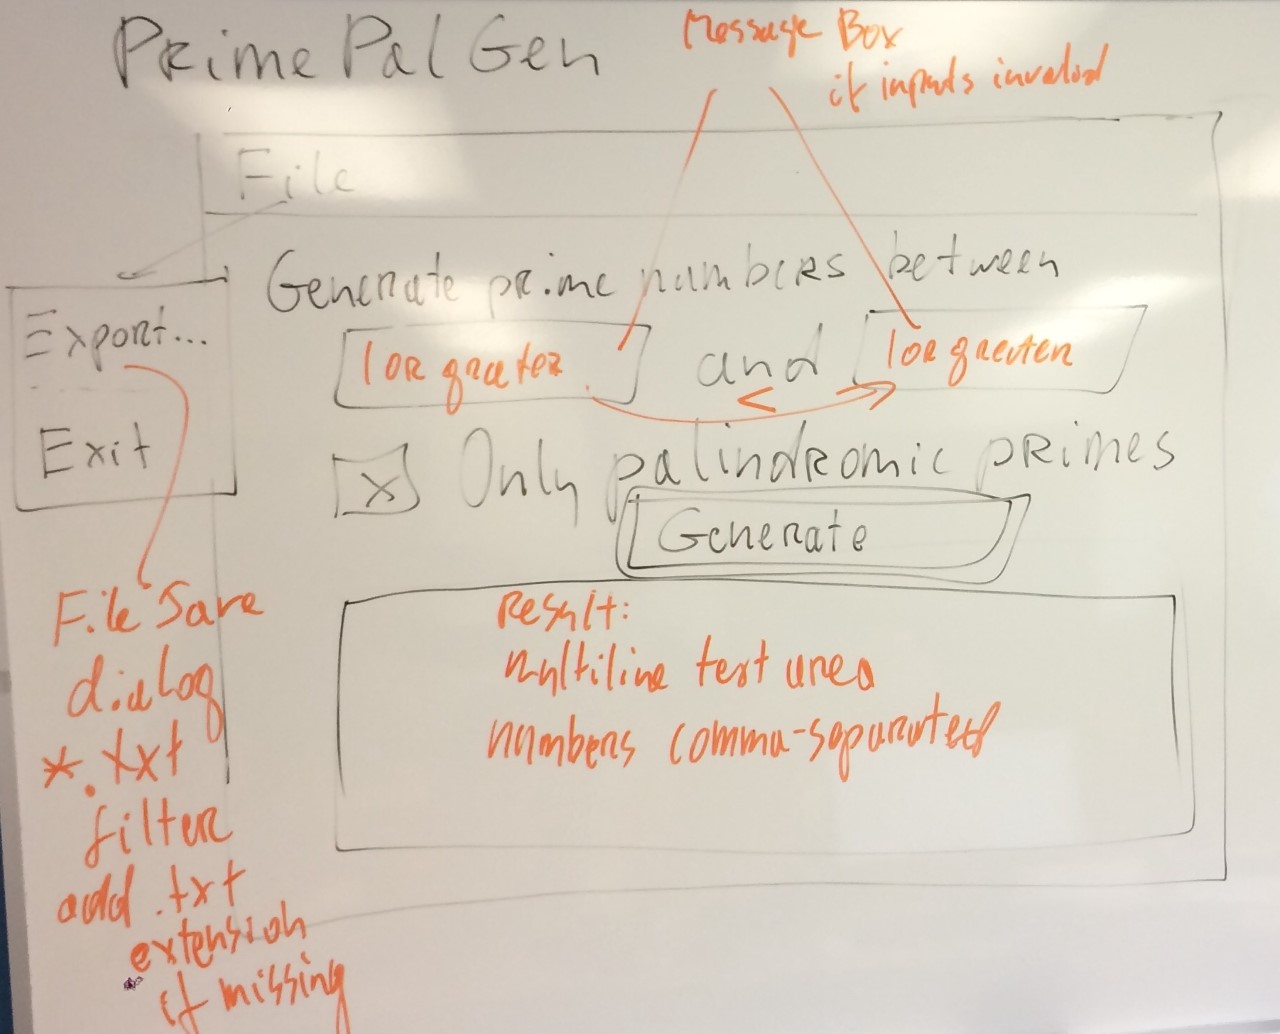 PrimePalGen
Message Box
if inputs invalid
File
Export...
Exit
Generate prime numbers between
1 or greater
and
1 or greater
<
x Only palindromic primes
Generate
Result:
multiline text area
numbers comma-separated
File Save
dialog
*.txt
filter
add .txt
extension
if missing